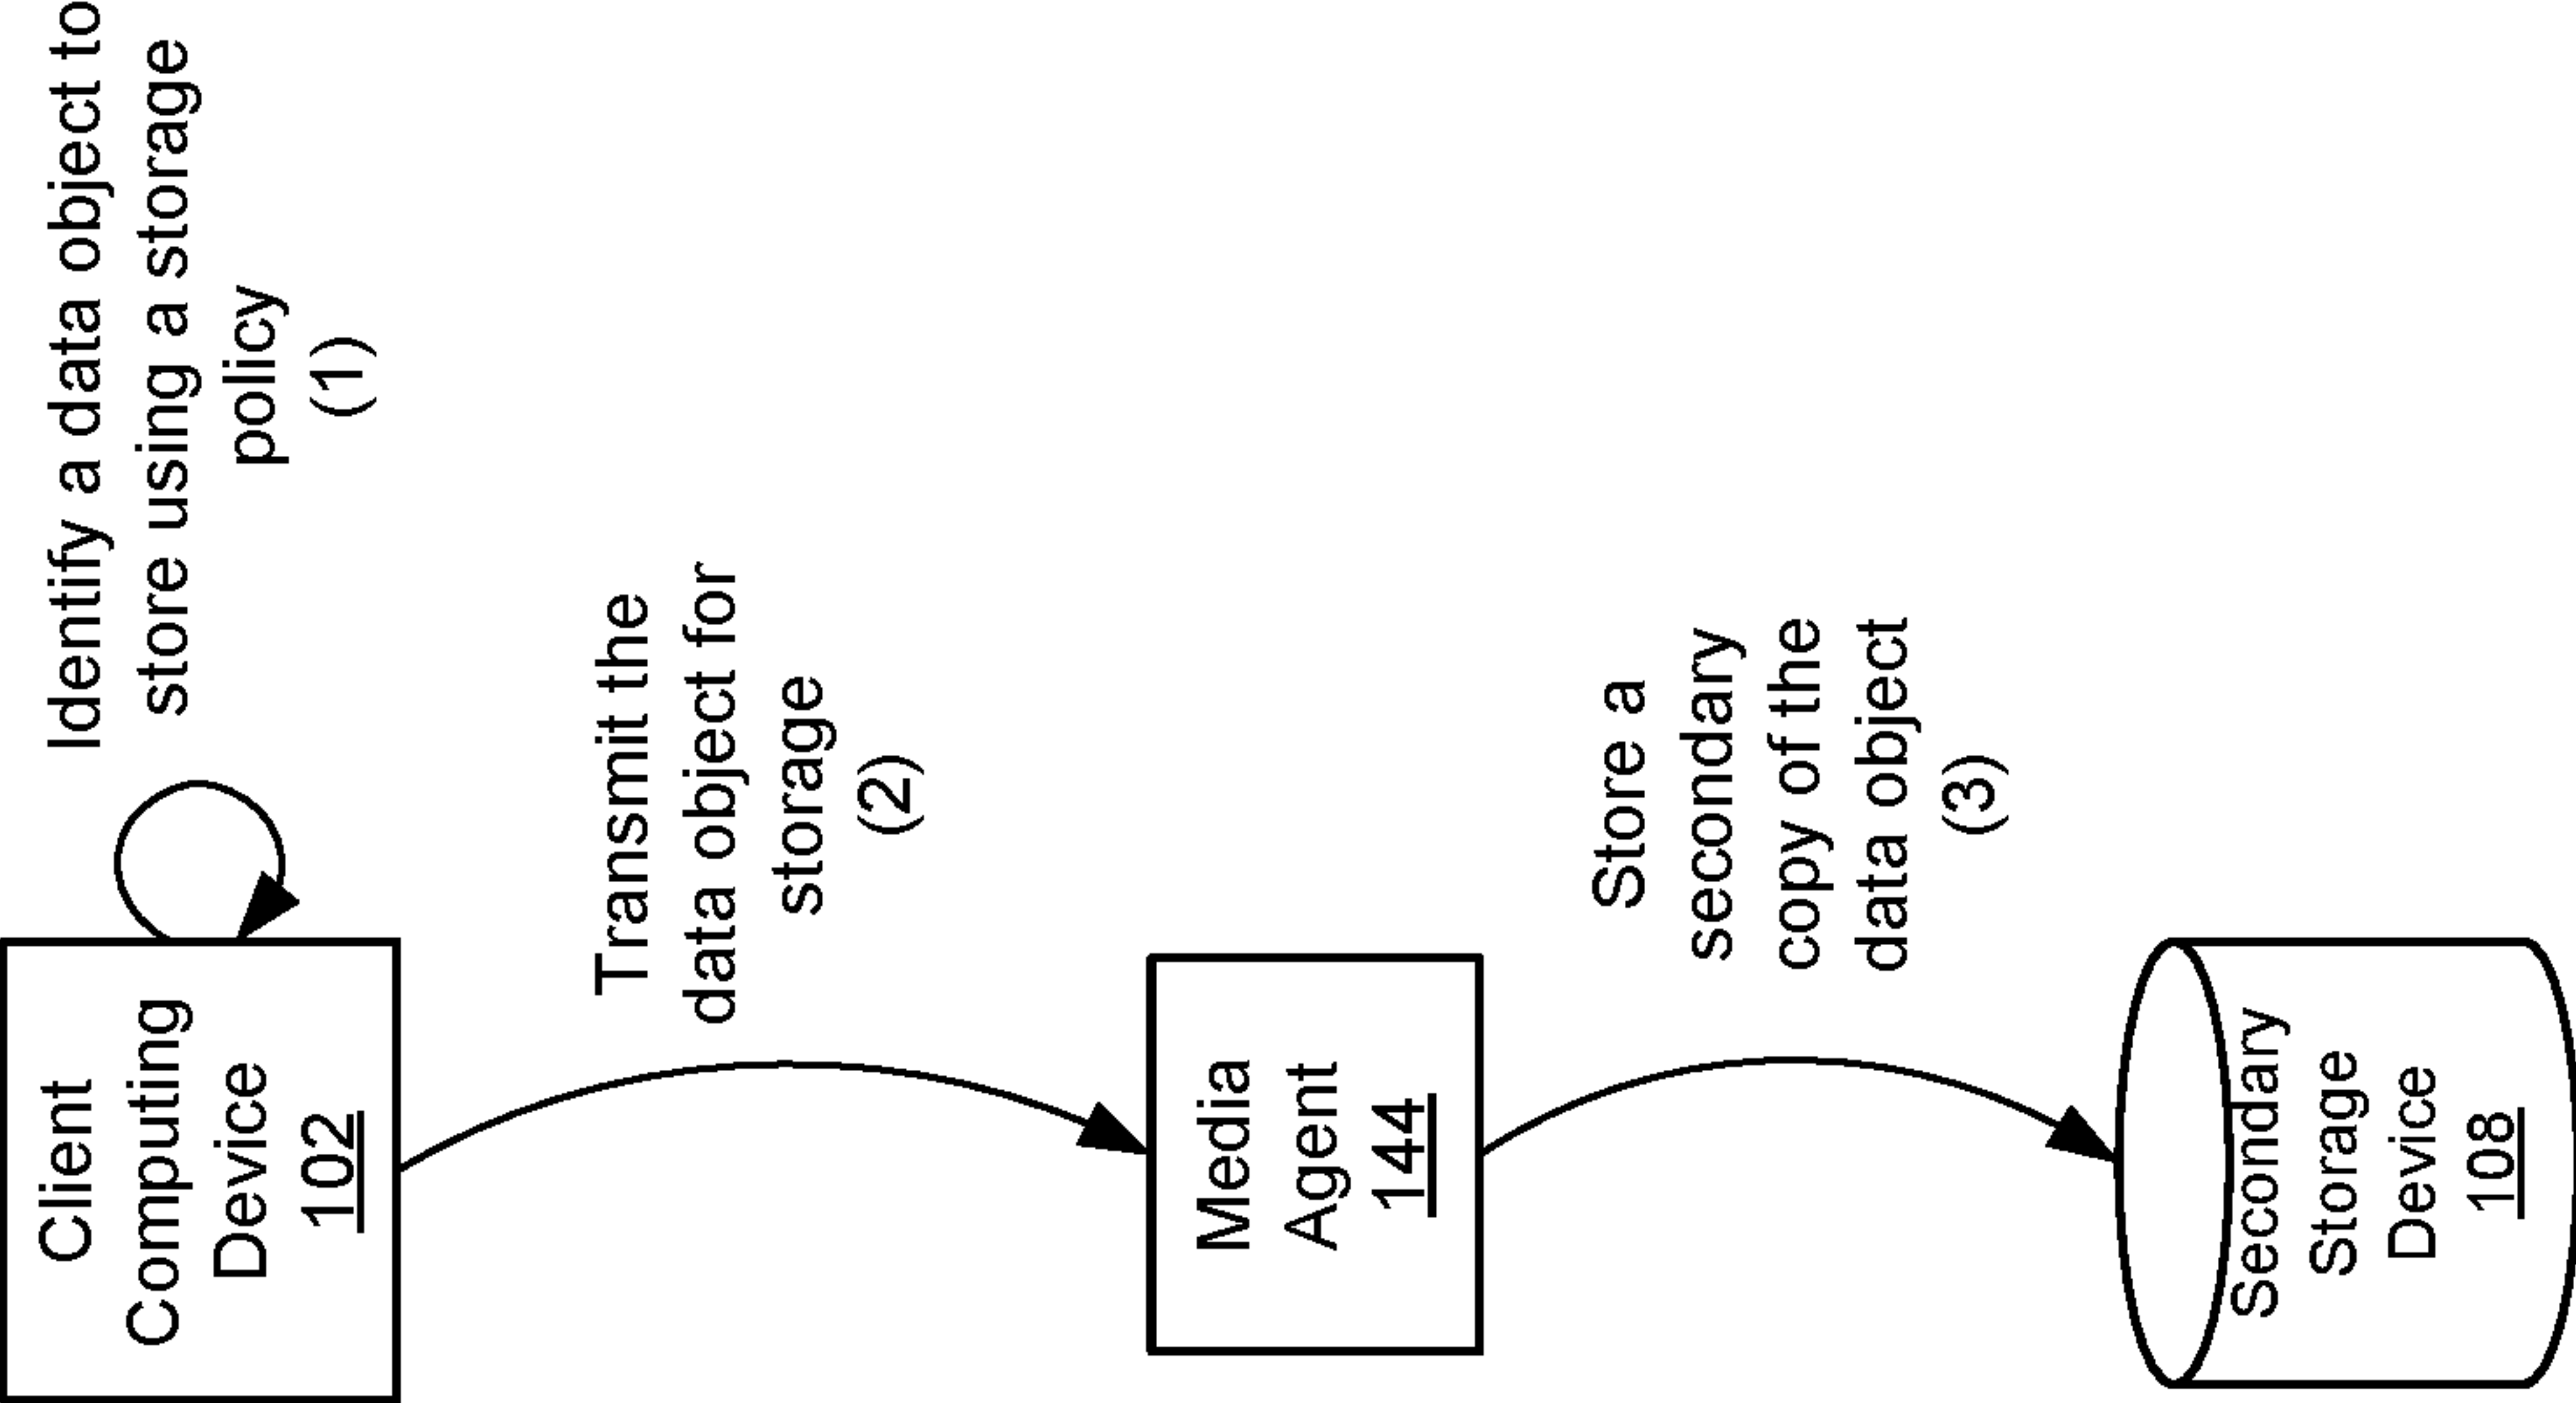 Client
Computing
Device
102
Identify a data object to
store using a storage
policy
(1)
Transmit the
data object for
storage
(2)
Media
Agent
144
Store a
secondary
copy of the
data object
(3)
Secondary
Storage
Device
108